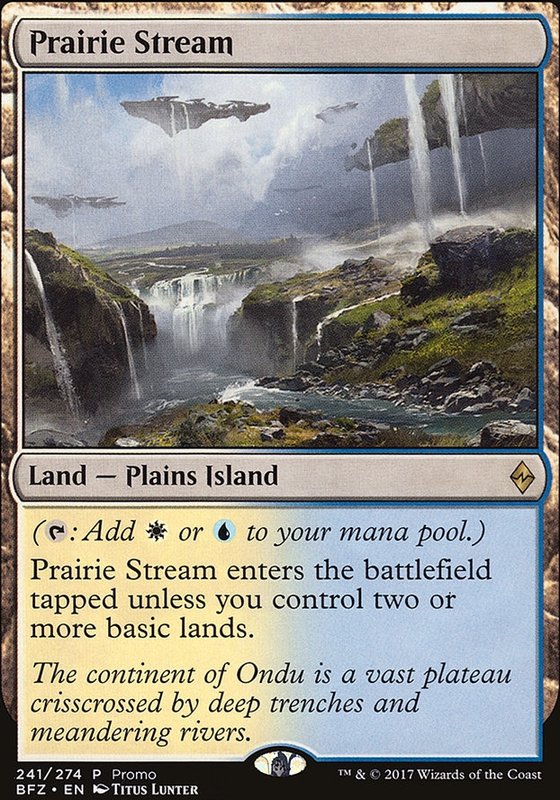 Prairie Stream
Land — Plains Island
(: Add or to your mana pool.)
Prairie Stream enters the battlefield
tapped unless you control two or
more basic lands.
The continent of Ondu is a vast plateau
crisscrossed by deep trenches and
meandering rivers.
241/274 P Promo
BFZ • EN Titus Lunter
™ & © 2017 Wizards of the Coast